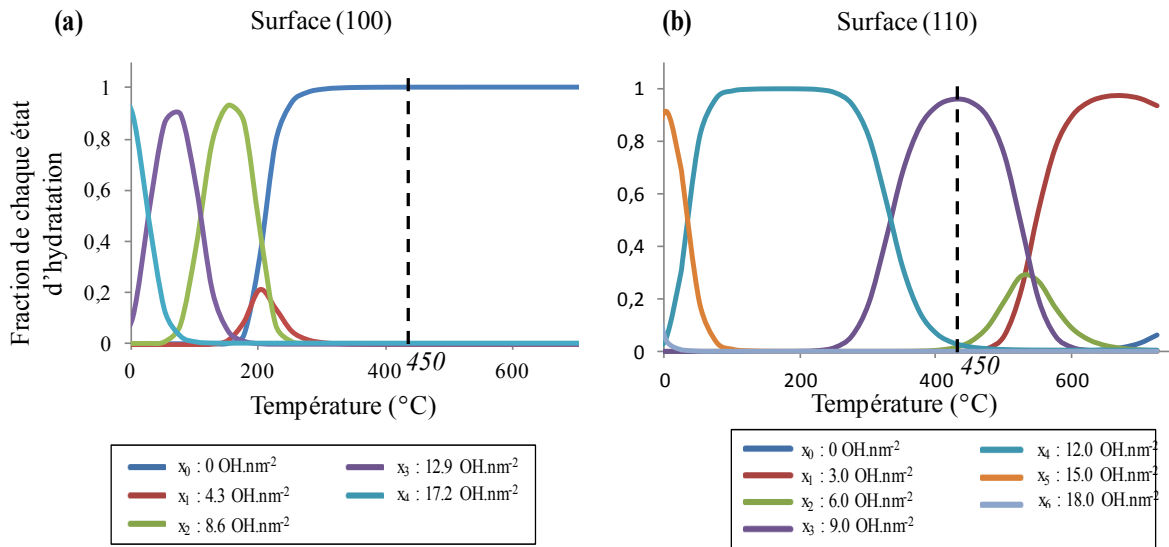 (a)
Surface (100)
Fraction de chaque état
d'hydratation
1
0,8
0,6
0,4
0,2
0
0
200
400
450
600
Température (°C)
x₀ : 0 OH.nm⁻²
x₁ : 4.3 OH.nm⁻²
x₂ : 8.6 OH.nm⁻²
x₃ : 12.9 OH.nm⁻²
x₄ : 17.2 OH.nm⁻²
(b)
Surface (110)
1
0,8
0,6
0,4
0,2
0
0
200
400
450
600
Température (°C)
x₀ : 0 OH.nm⁻²
x₁ : 3.0 OH.nm⁻²
x₂ : 6.0 OH.nm⁻²
x₃ : 9.0 OH.nm⁻²
x₄ : 12.0 OH.nm⁻²
x₅ : 15.0 OH.nm⁻²
x₆ : 18.0 OH.nm⁻²